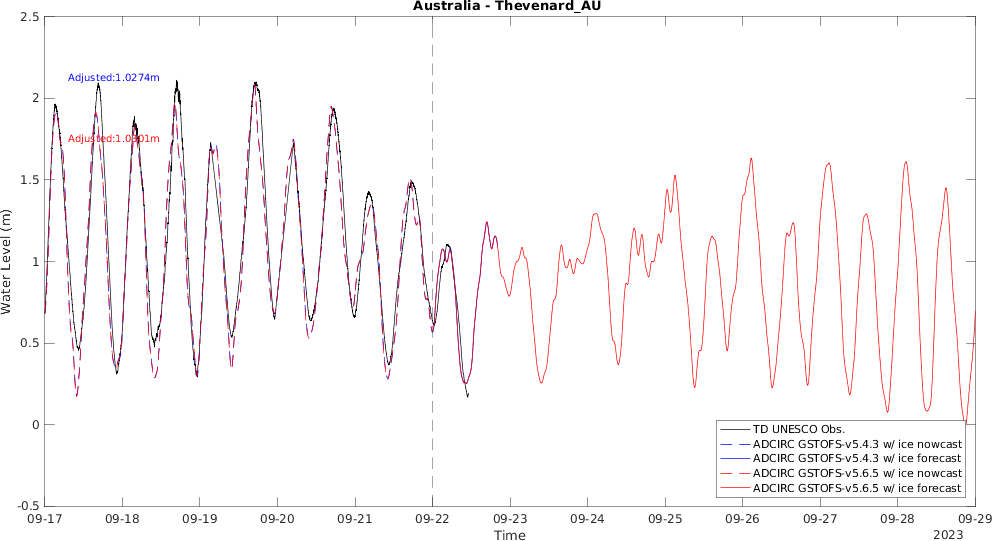 Australia - Thevenard_AU
2.5
2
1.5
1
0.5
0
-0.5
Water Level (m)
Adjusted:1.0274m
Adjusted:1.0301m
TD UNESCO Obs.
ADCIRC GSTOFS-v5.4.3 w/ ice nowcast
ADCIRC GSTOFS-v5.4.3 w/ ice forecast
ADCIRC GSTOFS-v5.6.5 w/ ice nowcast
ADCIRC GSTOFS-v5.6.5 w/ ice forecast
09-17 09-18 09-19 09-20 09-21 09-22 09-23 09-24 09-25 09-26 09-27 09-28 09-29
Time
2023